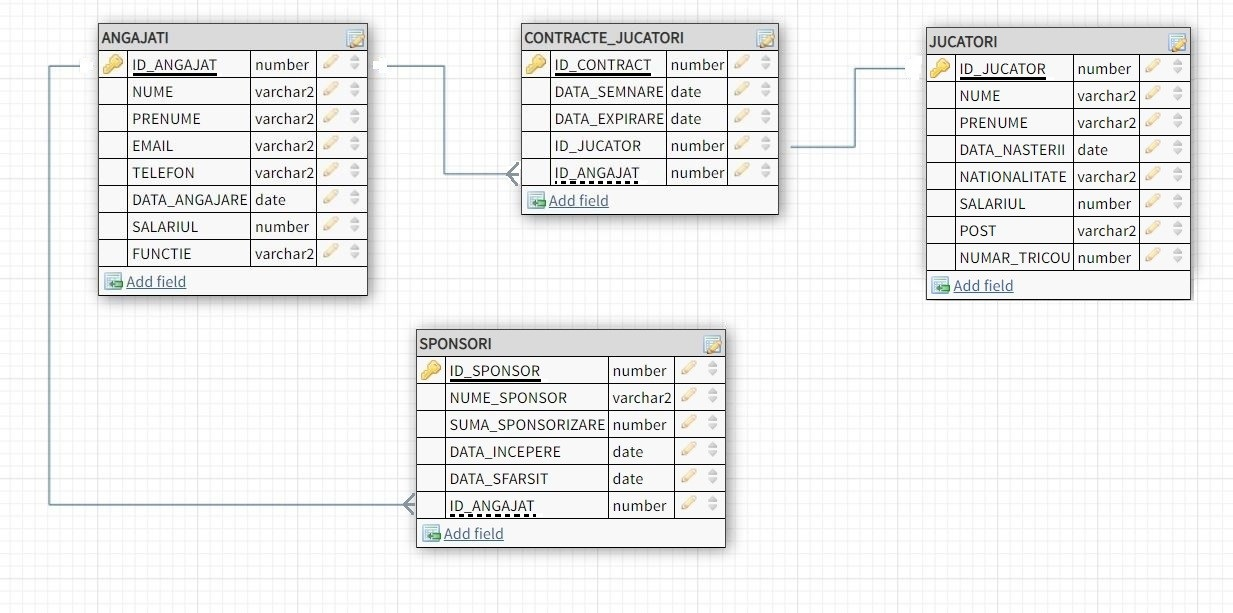 ANGAJATI
ID_ANGAJAT number
NUME varchar2
PRENUME varchar2
EMAIL varchar2
TELEFON varchar2
DATA_ANGAJARE date
SALARIUL number
FUNCTIE varchar2
Add field
CONTRACTE_JUCATORI
ID_CONTRACT number
DATA_SEMNARE date
DATA_EXPIRARE date
ID_JUCATOR number
ID_ANGAJAT number
Add field
JUCATORI
ID_JUCATOR number
NUME varchar2
PRENUME varchar2
DATA_NASTERII date
NATIONALITATE varchar2
SALARIUL number
POST varchar2
NUMAR_TRICOU number
Add field
SPONSORI
ID_SPONSOR number
NUME_SPONSOR varchar2
SUMA_SPONSORIZARE number
DATA_INCEPERE date
DATA_SFARSIT date
ID_ANGAJAT number
Add field